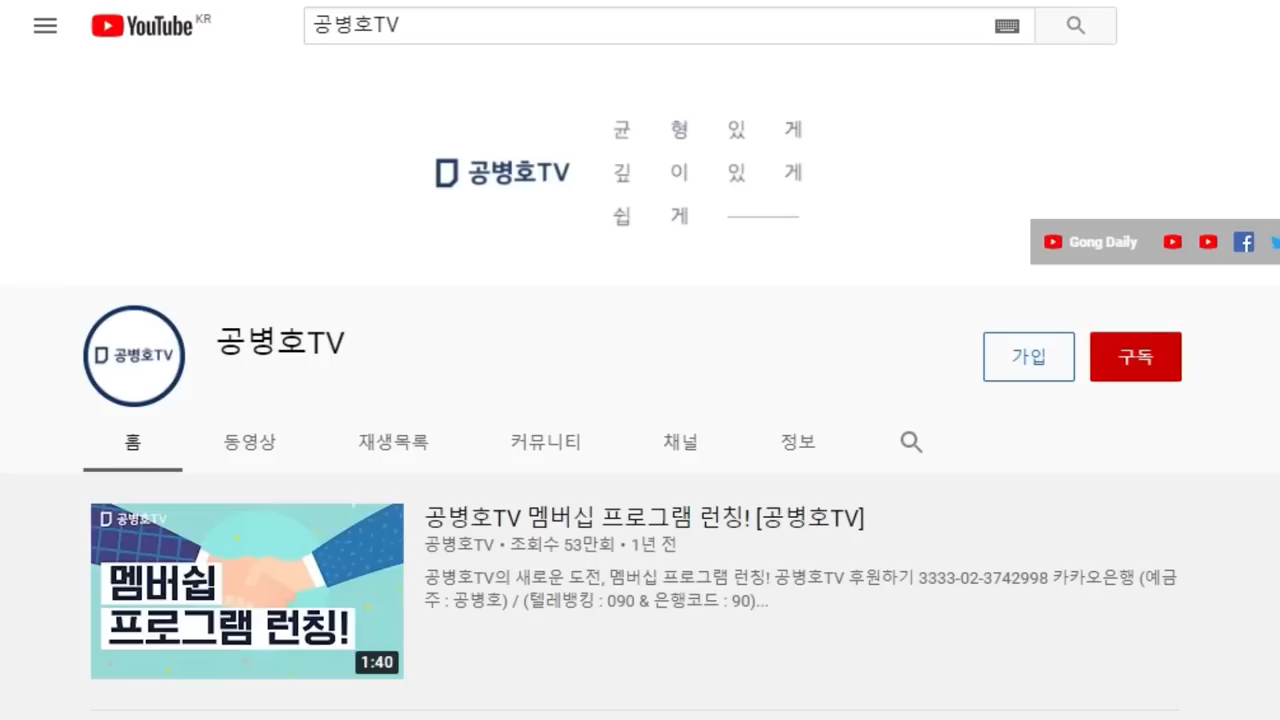 YouTube KR
공병호TV
균형있게
공병호TV
깊이있게
쉽게
Gong Daily
공병호TV
공병호TV
가입
구독
홈
동영상
재생목록
커뮤니티
채널
정보
공병호TV
멤버쉽
프로그램 런칭!
1:40
공병호TV 멤버십 프로그램 런칭! [공병호TV]
공병호TV • 조회수 53만회 • 1년 전
공병호TV의 새로운 도전, 멤버십 프로그램 런칭! 공병호TV 후원하기 3333-02-3742998 카카오은행 (예금
주 : 공병호) / (텔레뱅킹 : 090 & 은행코드 : 90)...